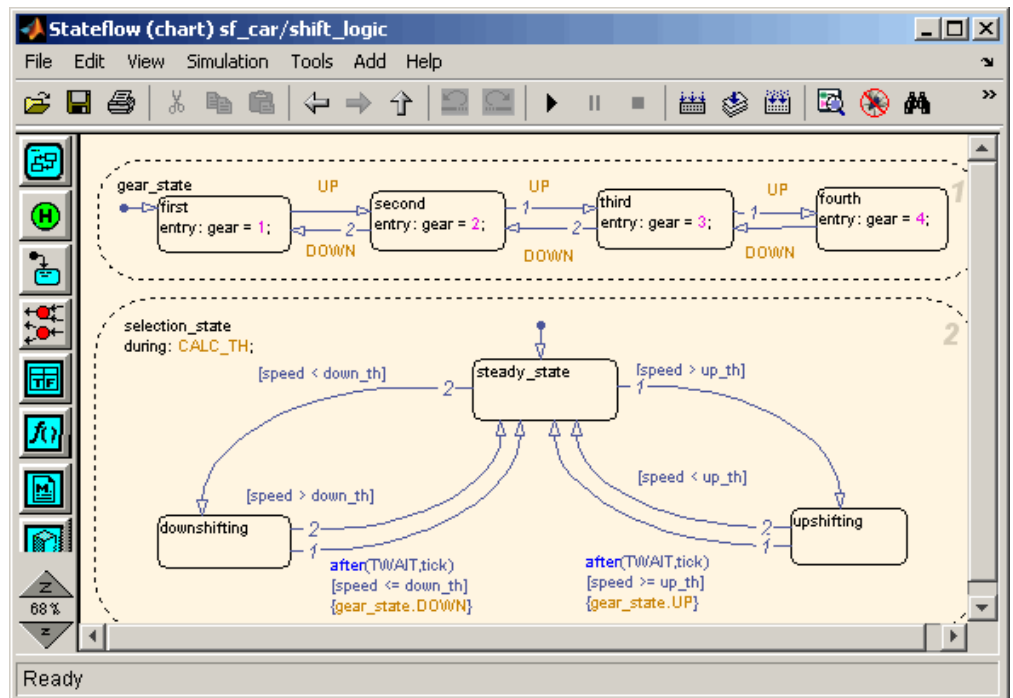 Stateflow (chart) sf_car/shift_logic
File Edit View Simulation Tools Add Help
»
H
TF
f()
M
Z
68%
z
gear_state
1
first
entry: gear = 1;
UP
DOWN
second
entry: gear = 2;
2
UP
1
2
DOWN
third
entry: gear = 3;
UP
1
DOWN
fourth
entry: gear = 4;
selection_state
during: CALC_TH;
2
steady_state
[speed < down_th]
2
[speed > up_th]
1
[speed > down_th]
[speed < up_th]
downshifting
2
1
upshifting
2
1
after(TWAIT,tick)
[speed <= down_th]
{gear_state.DOWN}
after(TWAIT,tick)
[speed >= up_th]
{gear_state.UP}
Ready